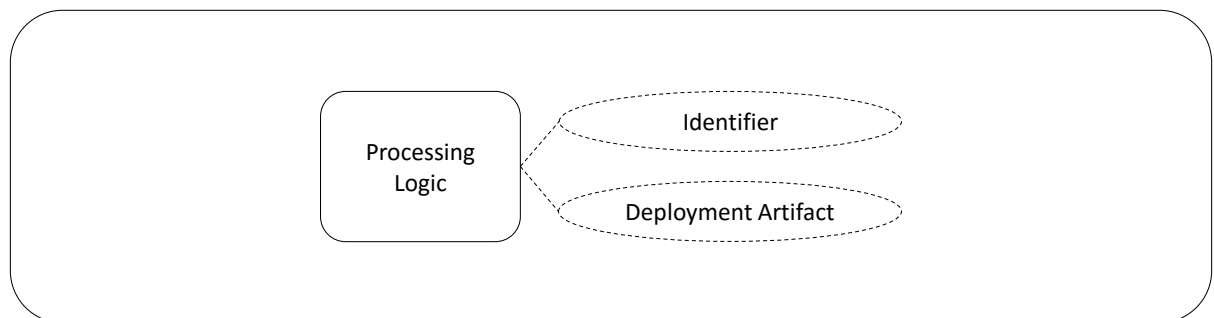 Processing
Logic
Identifier
Deployment Artifact